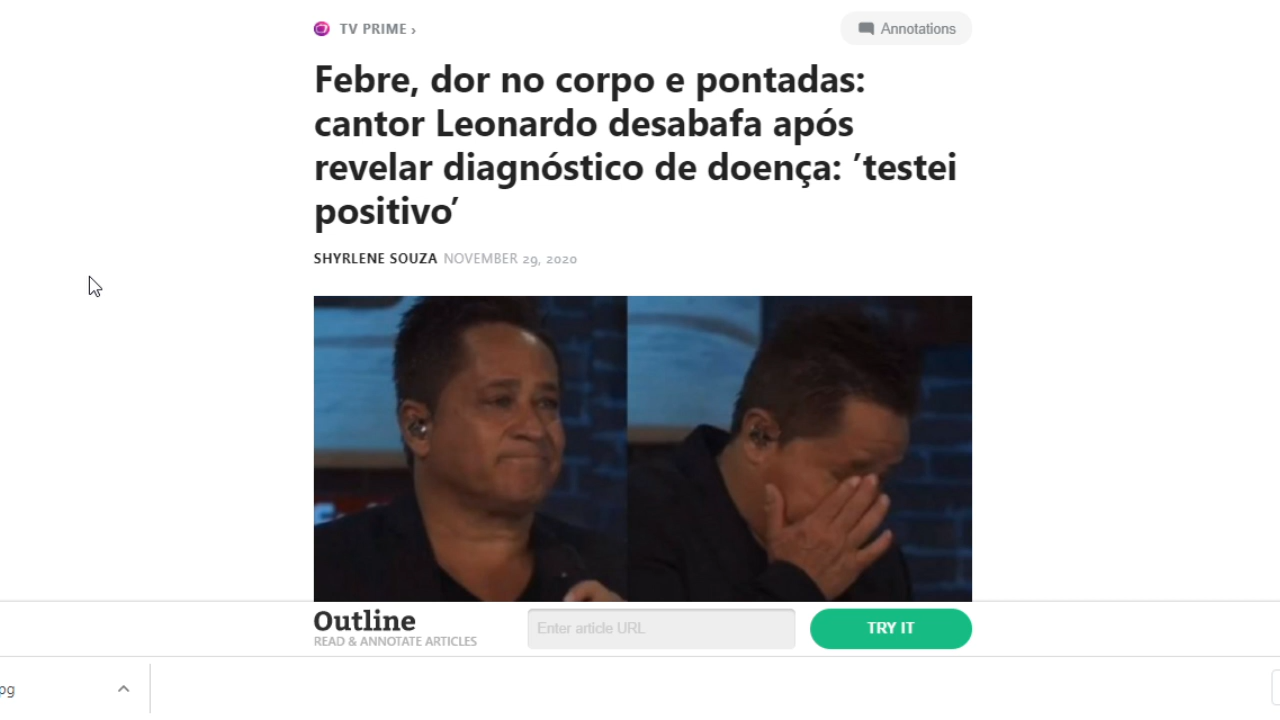 TV PRIME ›
Annotations
Febre, dor no corpo e pontadas:
cantor Leonardo desabafa após
revelar diagnóstico de doença: ’testei
positivo’
SHYRLENE SOUZA NOVEMBER 29, 2020
Outline
READ & ANNOTATE ARTICLES
Enter article URL
TRY IT